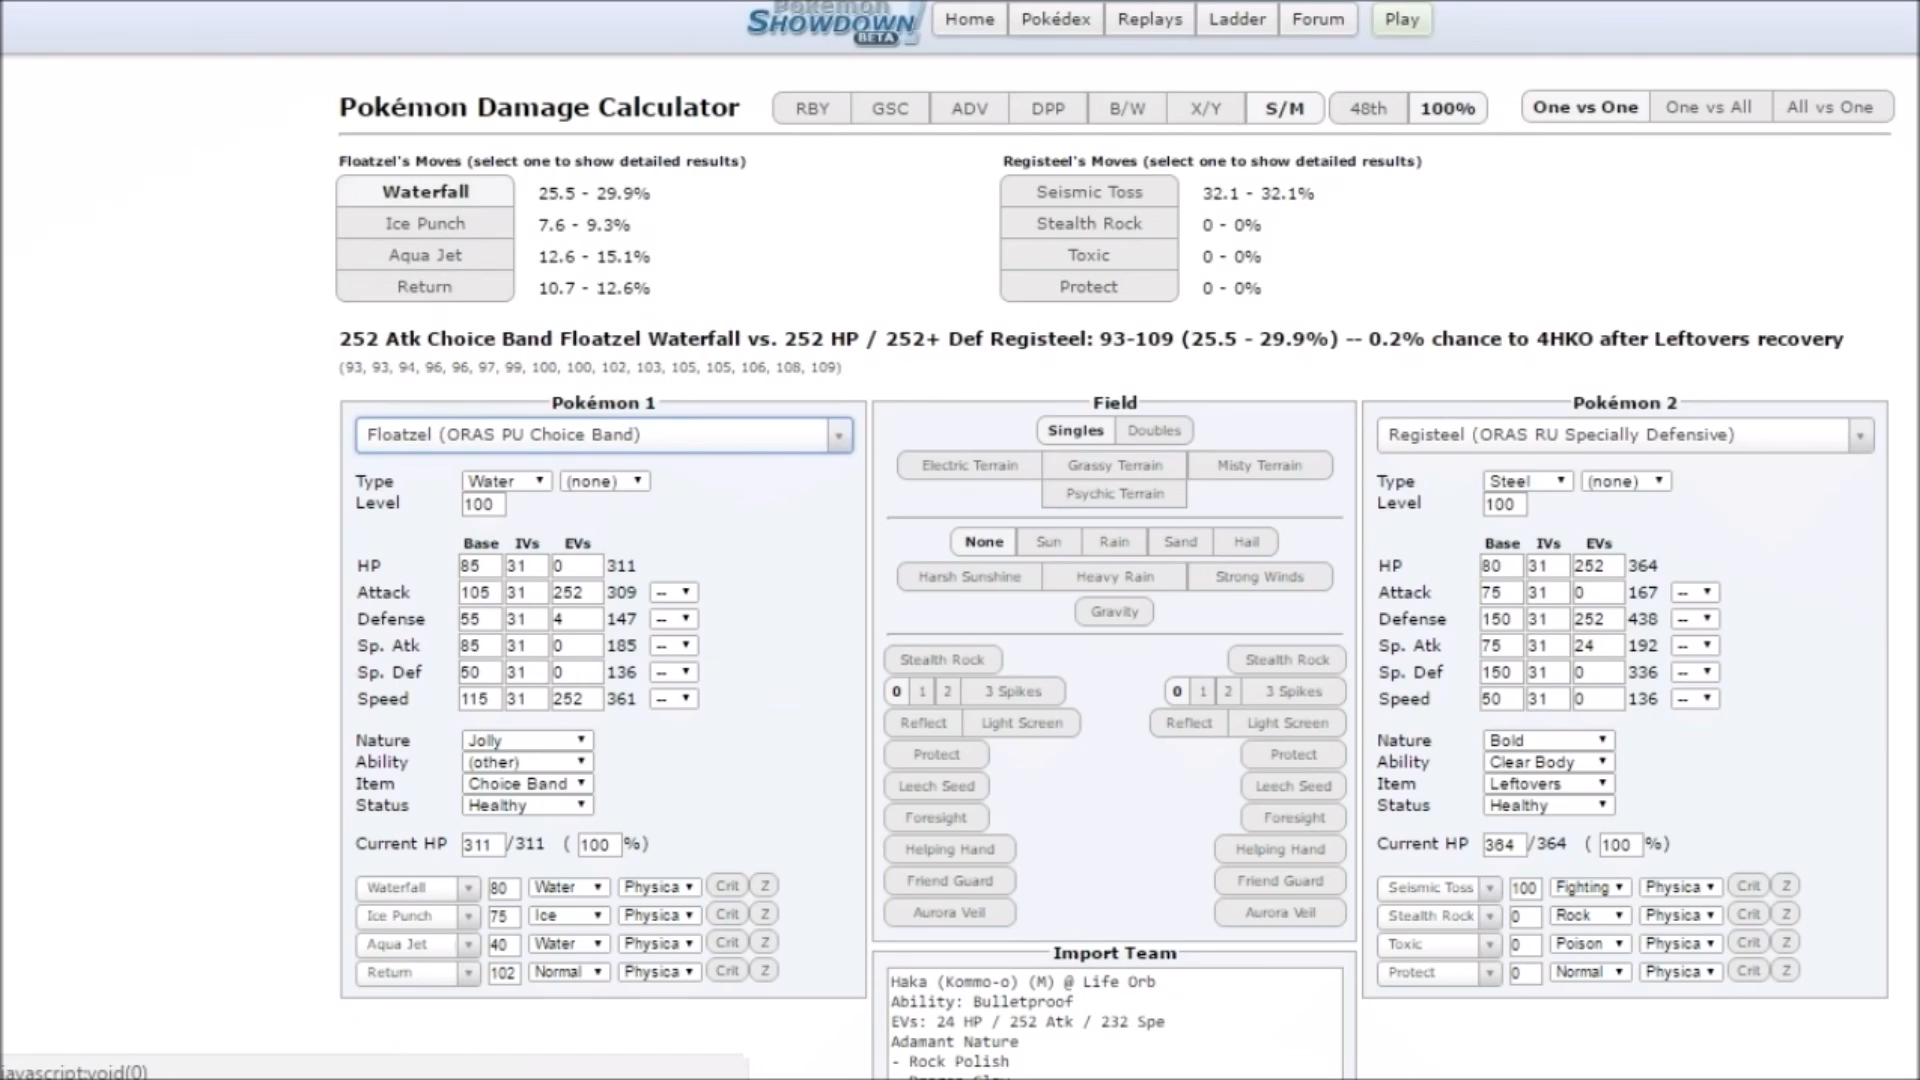 Pokémon
SHOWDOWN
BETA
Home Pokédex Replays Ladder Forum Play
Pokémon Damage Calculator RBY GSC ADV DPP B/W X/Y S/M 48th 100% One vs One One vs All All vs One
Floatzel's Moves (select one to show detailed results) Registeel's Moves (select one to show detailed results)
Waterfall 25.5 - 29.9% Seismic Toss 32.1 - 32.1%
Ice Punch 7.6 - 9.3% Stealth Rock 0 - 0%
Aqua Jet 12.6 - 15.1% Toxic 0 - 0%
Return 10.7 - 12.6% Protect 0 - 0%
252 Atk Choice Band Floatzel Waterfall vs. 252 HP / 252+ Def Registeel: 93-109 (25.5 - 29.9%) -- 0.2% chance to 4HKO after Leftovers recovery
(93, 93, 94, 96, 96, 97, 99, 100, 100, 102, 103, 105, 105, 106, 108, 109)
Pokémon 1
Floatzel (ORAS PU Choice Band)
Type Water (none)
Level 100
Base IVs EVs
HP 85 31 0 311
Attack 105 31 252 309 --
Defense 55 31 4 147 --
Sp. Atk 85 31 0 185 --
Sp. Def 50 31 0 136 --
Speed 115 31 252 361 --
Nature Jolly
Ability (other)
Item Choice Band
Status Healthy
Current HP 311 /311 ( 100 %)
Waterfall 80 Water Physica Crit Z
Ice Punch 75 Ice Physica Crit Z
Aqua Jet 40 Water Physica Crit Z
Return 102 Normal Physica Crit Z
Field
Singles Doubles
Electric Terrain Grassy Terrain Misty Terrain
Psychic Terrain
None Sun Rain Sand Hail
Harsh Sunshine Heavy Rain Strong Winds
Gravity
Stealth Rock Stealth Rock
0 1 2 3 Spikes 0 1 2 3 Spikes
Reflect Light Screen Reflect Light Screen
Protect Protect
Leech Seed Leech Seed
Foresight Foresight
Helping Hand Helping Hand
Friend Guard Friend Guard
Aurora Veil Aurora Veil
Import Team
Haka (Kommo-o) (M) @ Life Orb
Ability: Bulletproof
EVs: 24 HP / 252 Atk / 232 Spe
Adamant Nature
- Rock Polish
Pokémon 2
Registeel (ORAS RU Specially Defensive)
Type Steel (none)
Level 100
Base IVs EVs
HP 80 31 252 364
Attack 75 31 0 167 --
Defense 150 31 252 438 --
Sp. Atk 75 31 24 192 --
Sp. Def 150 31 0 336 --
Speed 50 31 0 136 --
Nature Bold
Ability Clear Body
Item Leftovers
Status Healthy
Current HP 364 /364 ( 100 %)
Seismic Toss 100 Fighting Physica Crit Z
Stealth Rock 0 Rock Physica Crit Z
Toxic 0 Poison Physica Crit Z
Protect 0 Normal Physica Crit Z
javascript:void(0)